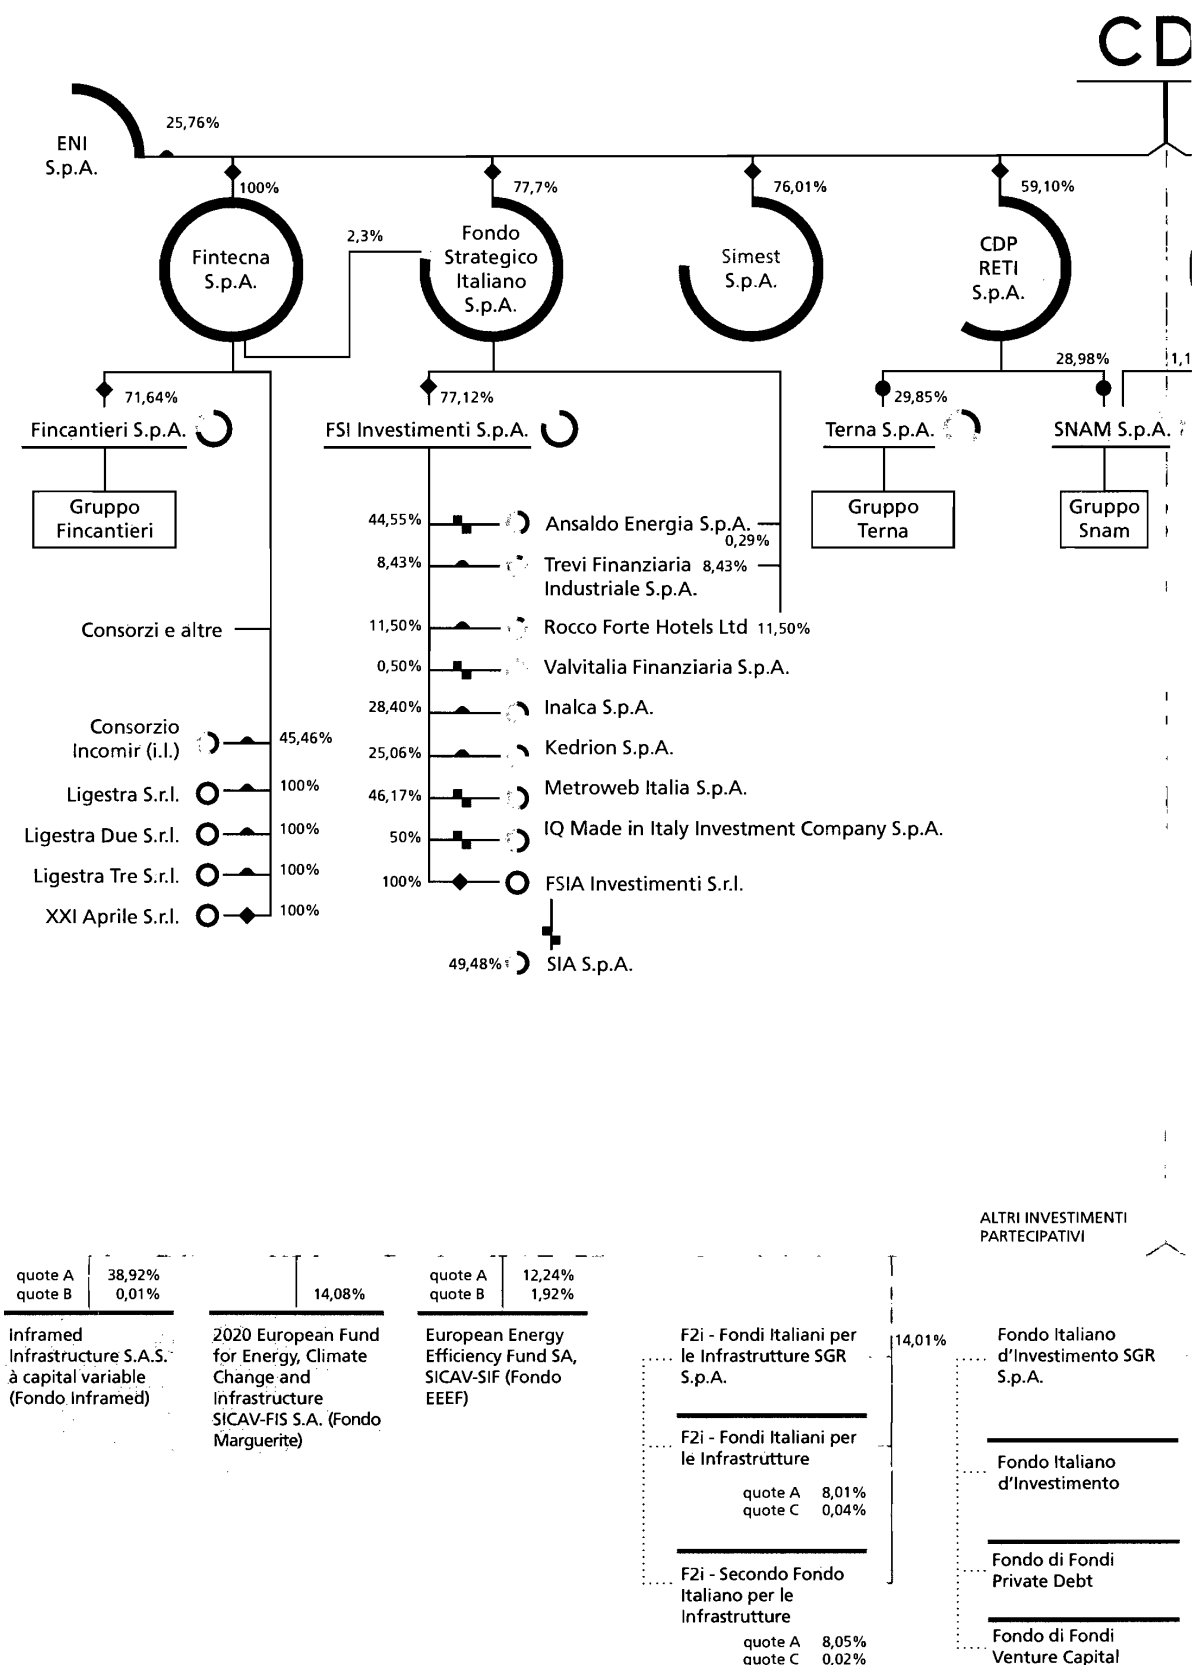 CD
25,76%
ENI
S.p.A.
100%
77,7%
76,01%
59,10%
2,3%
Fintecna
S.p.A.
Fondo
Strategico
Italiano
S.p.A.
Simest
S.p.A.
CDP
RETI
S.p.A.
28,98%
1,1
71,64%
77,12%
29,85%
Fincantieri S.p.A.
FSI Investimenti S.p.A.
Terna S.p.A.
SNAM S.p.A.
Gruppo
Fincantieri
Gruppo
Terna
Gruppo
Snam
44,55%
Ansaldo Energia S.p.A.
0,29%
8,43%
Trevi Finanziaria
Industriale S.p.A.
8,43%
11,50%
Rocco Forte Hotels Ltd
11,50%
Consorzi e altre
0,50%
Valvitalia Finanziaria S.p.A.
28,40%
Inalca S.p.A.
25,06%
Kedrion S.p.A.
46,17%
Metroweb Italia S.p.A.
50%
IQ Made in Italy Investment Company S.p.A.
100%
FSIA Investimenti S.r.l.
49,48%
SIA S.p.A.
Consorzio
Incomir (i.l.)
45,46%
Ligestra S.r.l.
100%
Ligestra Due S.r.l.
100%
Ligestra Tre S.r.l.
100%
XXI Aprile S.r.l.
100%
ALTRI INVESTIMENTI
PARTECIPATIVI
quote A 38,92%
quote B 0,01%
Inframed
Infrastructure S.A.S.
à capital variable
(Fondo Inframed)
14,08%
2020 European Fund
for Energy, Climate
Change and
Infrastructure
SICAV-FIS S.A. (Fondo
Marguerite)
quote A 12,24%
quote B 1,92%
European Energy
Efficiency Fund SA,
SICAV-SIF (Fondo
EEEF)
14,01%
F2i - Fondi Italiani per
le Infrastrutture SGR
S.p.A.
F2i - Fondi Italiani per
le Infrastrutture
quote A 8,01%
quote C 0,04%
F2i - Secondo Fondo
Italiano per le
Infrastrutture
quote A 8,05%
quote C 0,02%
Fondo Italiano
d'Investimento SGR
S.p.A.
Fondo Italiano
d'Investimento
Fondo di Fondi
Private Debt
Fondo di Fondi
Venture Capital